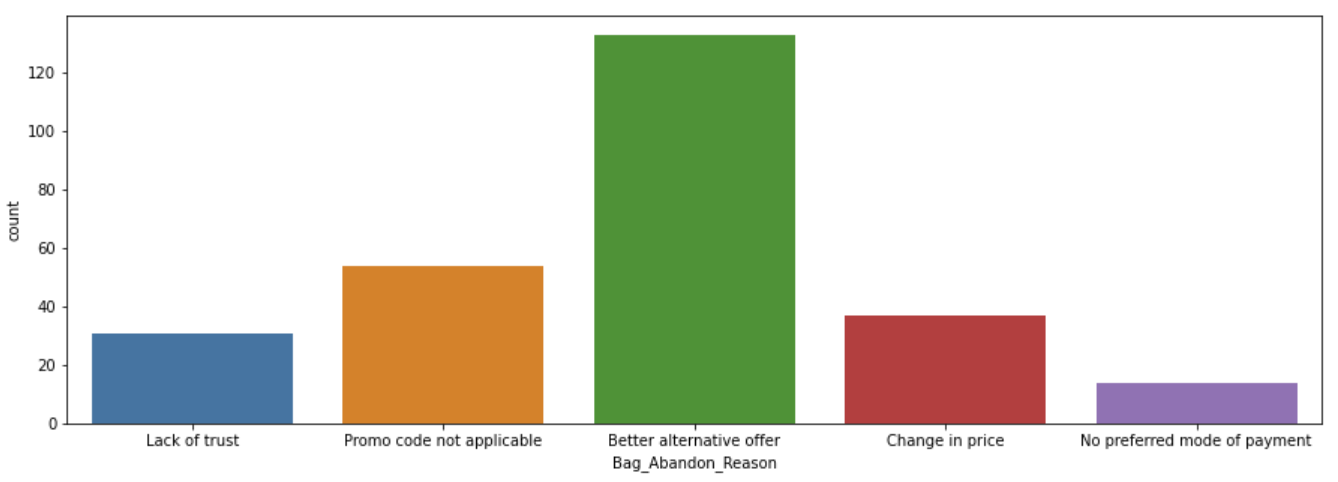 120
100
80
60
40
20
0
count
Lack of trust Promo code not applicable Better alternative offer Change in price No preferred mode of payment
Bag_Abandon_Reason